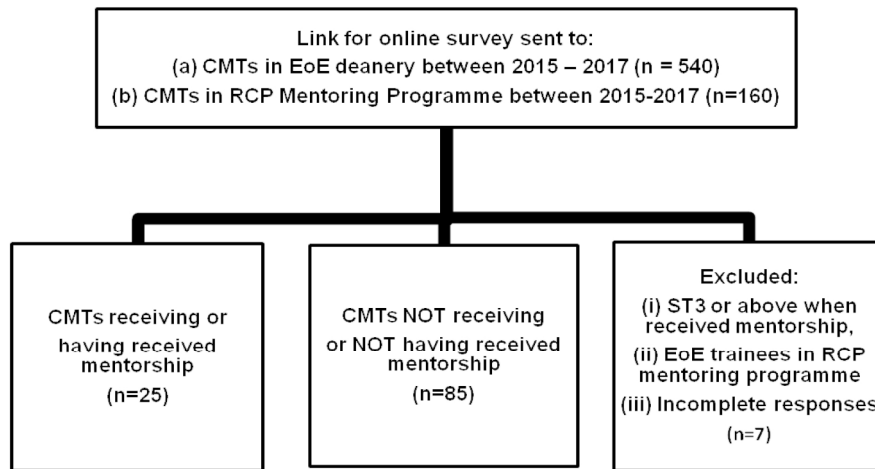 Link for online survey sent to:
(a) CMTs in EoE deanery between 2015 – 2017 (n = 540)
(b) CMTs in RCP Mentoring Programme between 2015-2017 (n=160)
CMTs receiving or
having received
mentorship
(n=25)
CMTs NOT receiving
or NOT having received
mentorship
(n=85)
Excluded:
(i) ST3 or above when
received mentorship,
(ii) EoE trainees in RCP
mentoring programme
(iii) Incomplete responses
(n=7)